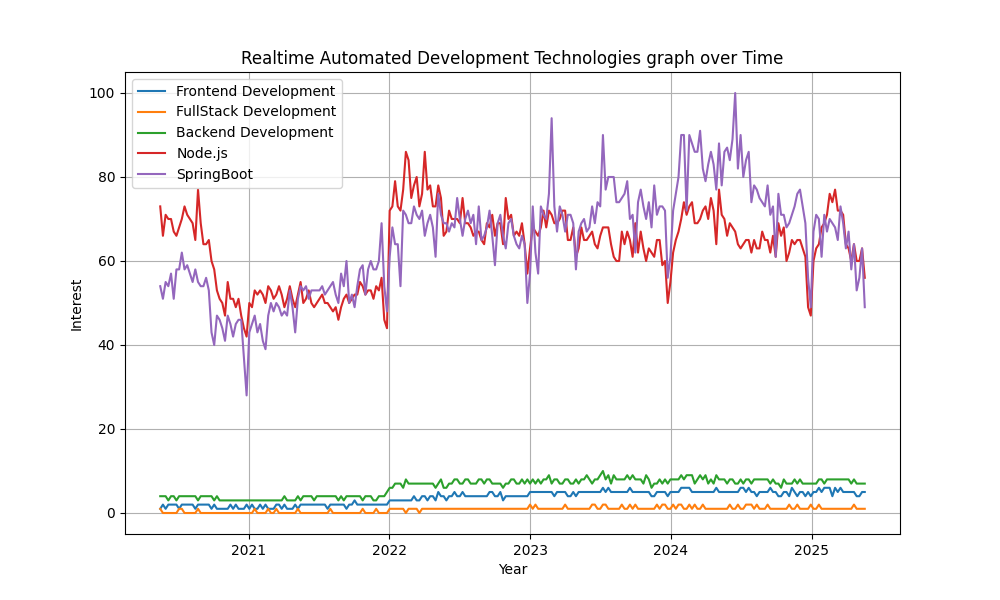 Realtime Automated Development Technologies graph over Time
Frontend Development
FullStack Development
Backend Development
Node.js
SpringBoot
100
80
60
40
20
0
Interest
2021 2022 2023 2024 2025
Year